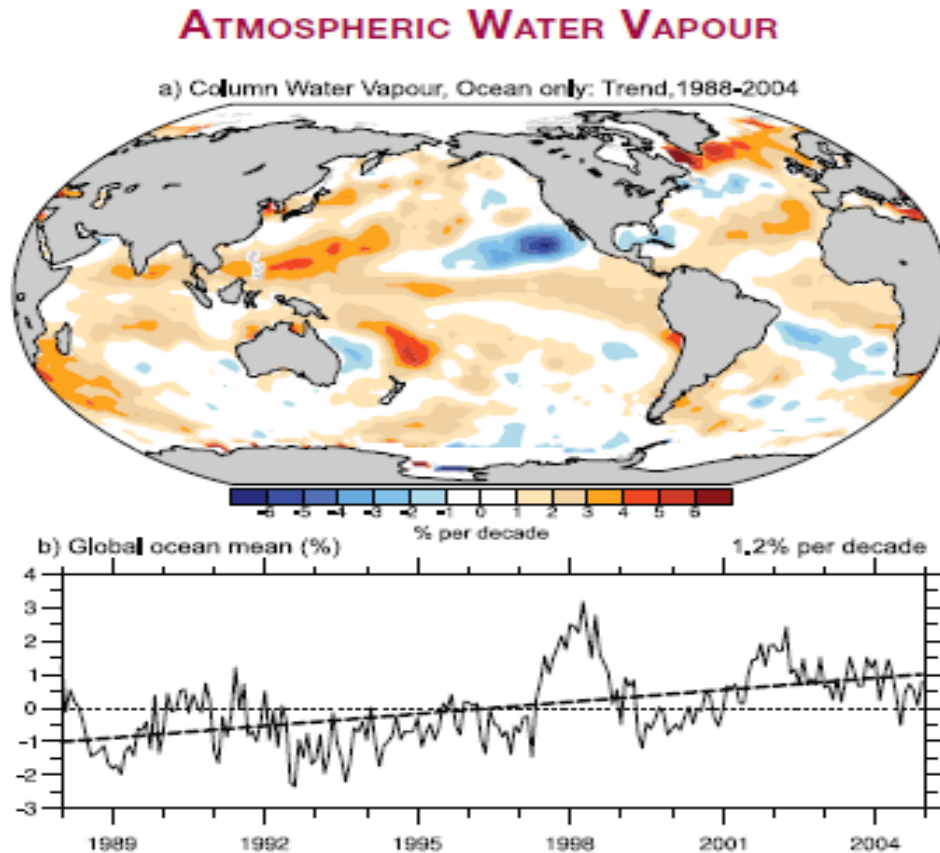 ATMOSPHERIC WATER VAPOUR
a) Column Water Vapour, Ocean only: Trend,1988-2004
-6 -5 -4 -3 -2 -1 0 1 2 3 4 5 6
% per decade
b) Global ocean mean (%) 1.2% per decade
4
3
2
1
0
-1
-2
-3
1989 1992 1995 1998 2001 2004